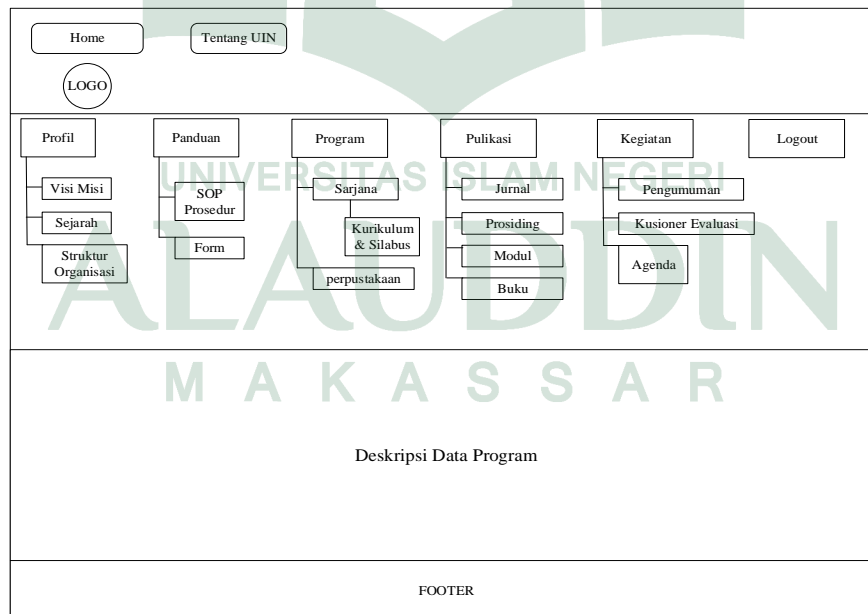 Home
Tentang UIN
LOGO
Profil
Panduan
Program
Pulikasi
Kegiatan
Logout
Visi Misi
Sejarah
Struktur
Organisasi
SOP
Prosedur
Form
Sarjana
Kurikulum
& Silabus
perpustakaan
Jurnal
Prosiding
Modul
Buku
Pengumuman
Kusioner Evaluasi
Agenda
UNIVERSITAS ISLAM NEGERI
ALAUDDIN
MAKASSAR
Deskripsi Data Program
FOOTER